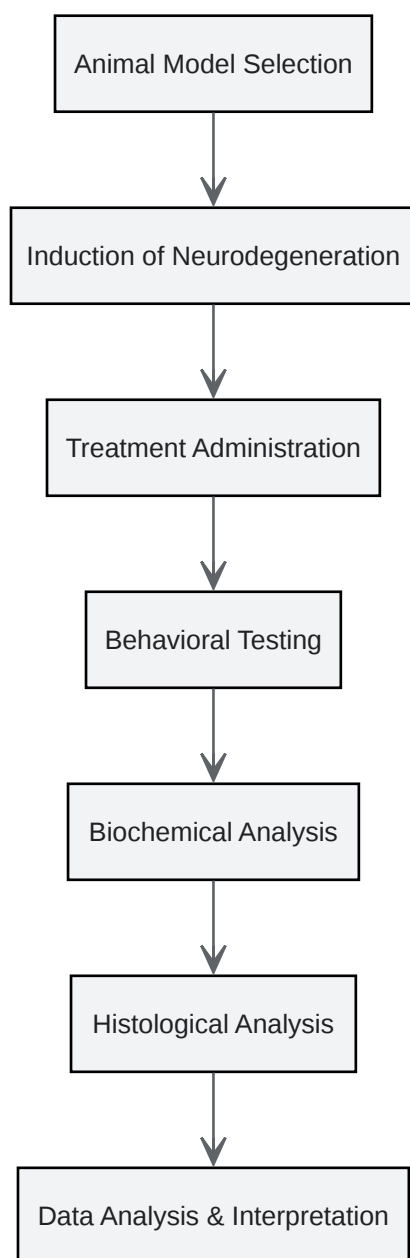 Animal Model Selection
Induction of Neurodegeneration
Treatment Administration
Behavioral Testing
Biochemical Analysis
Histological Analysis
Data Analysis & Interpretation